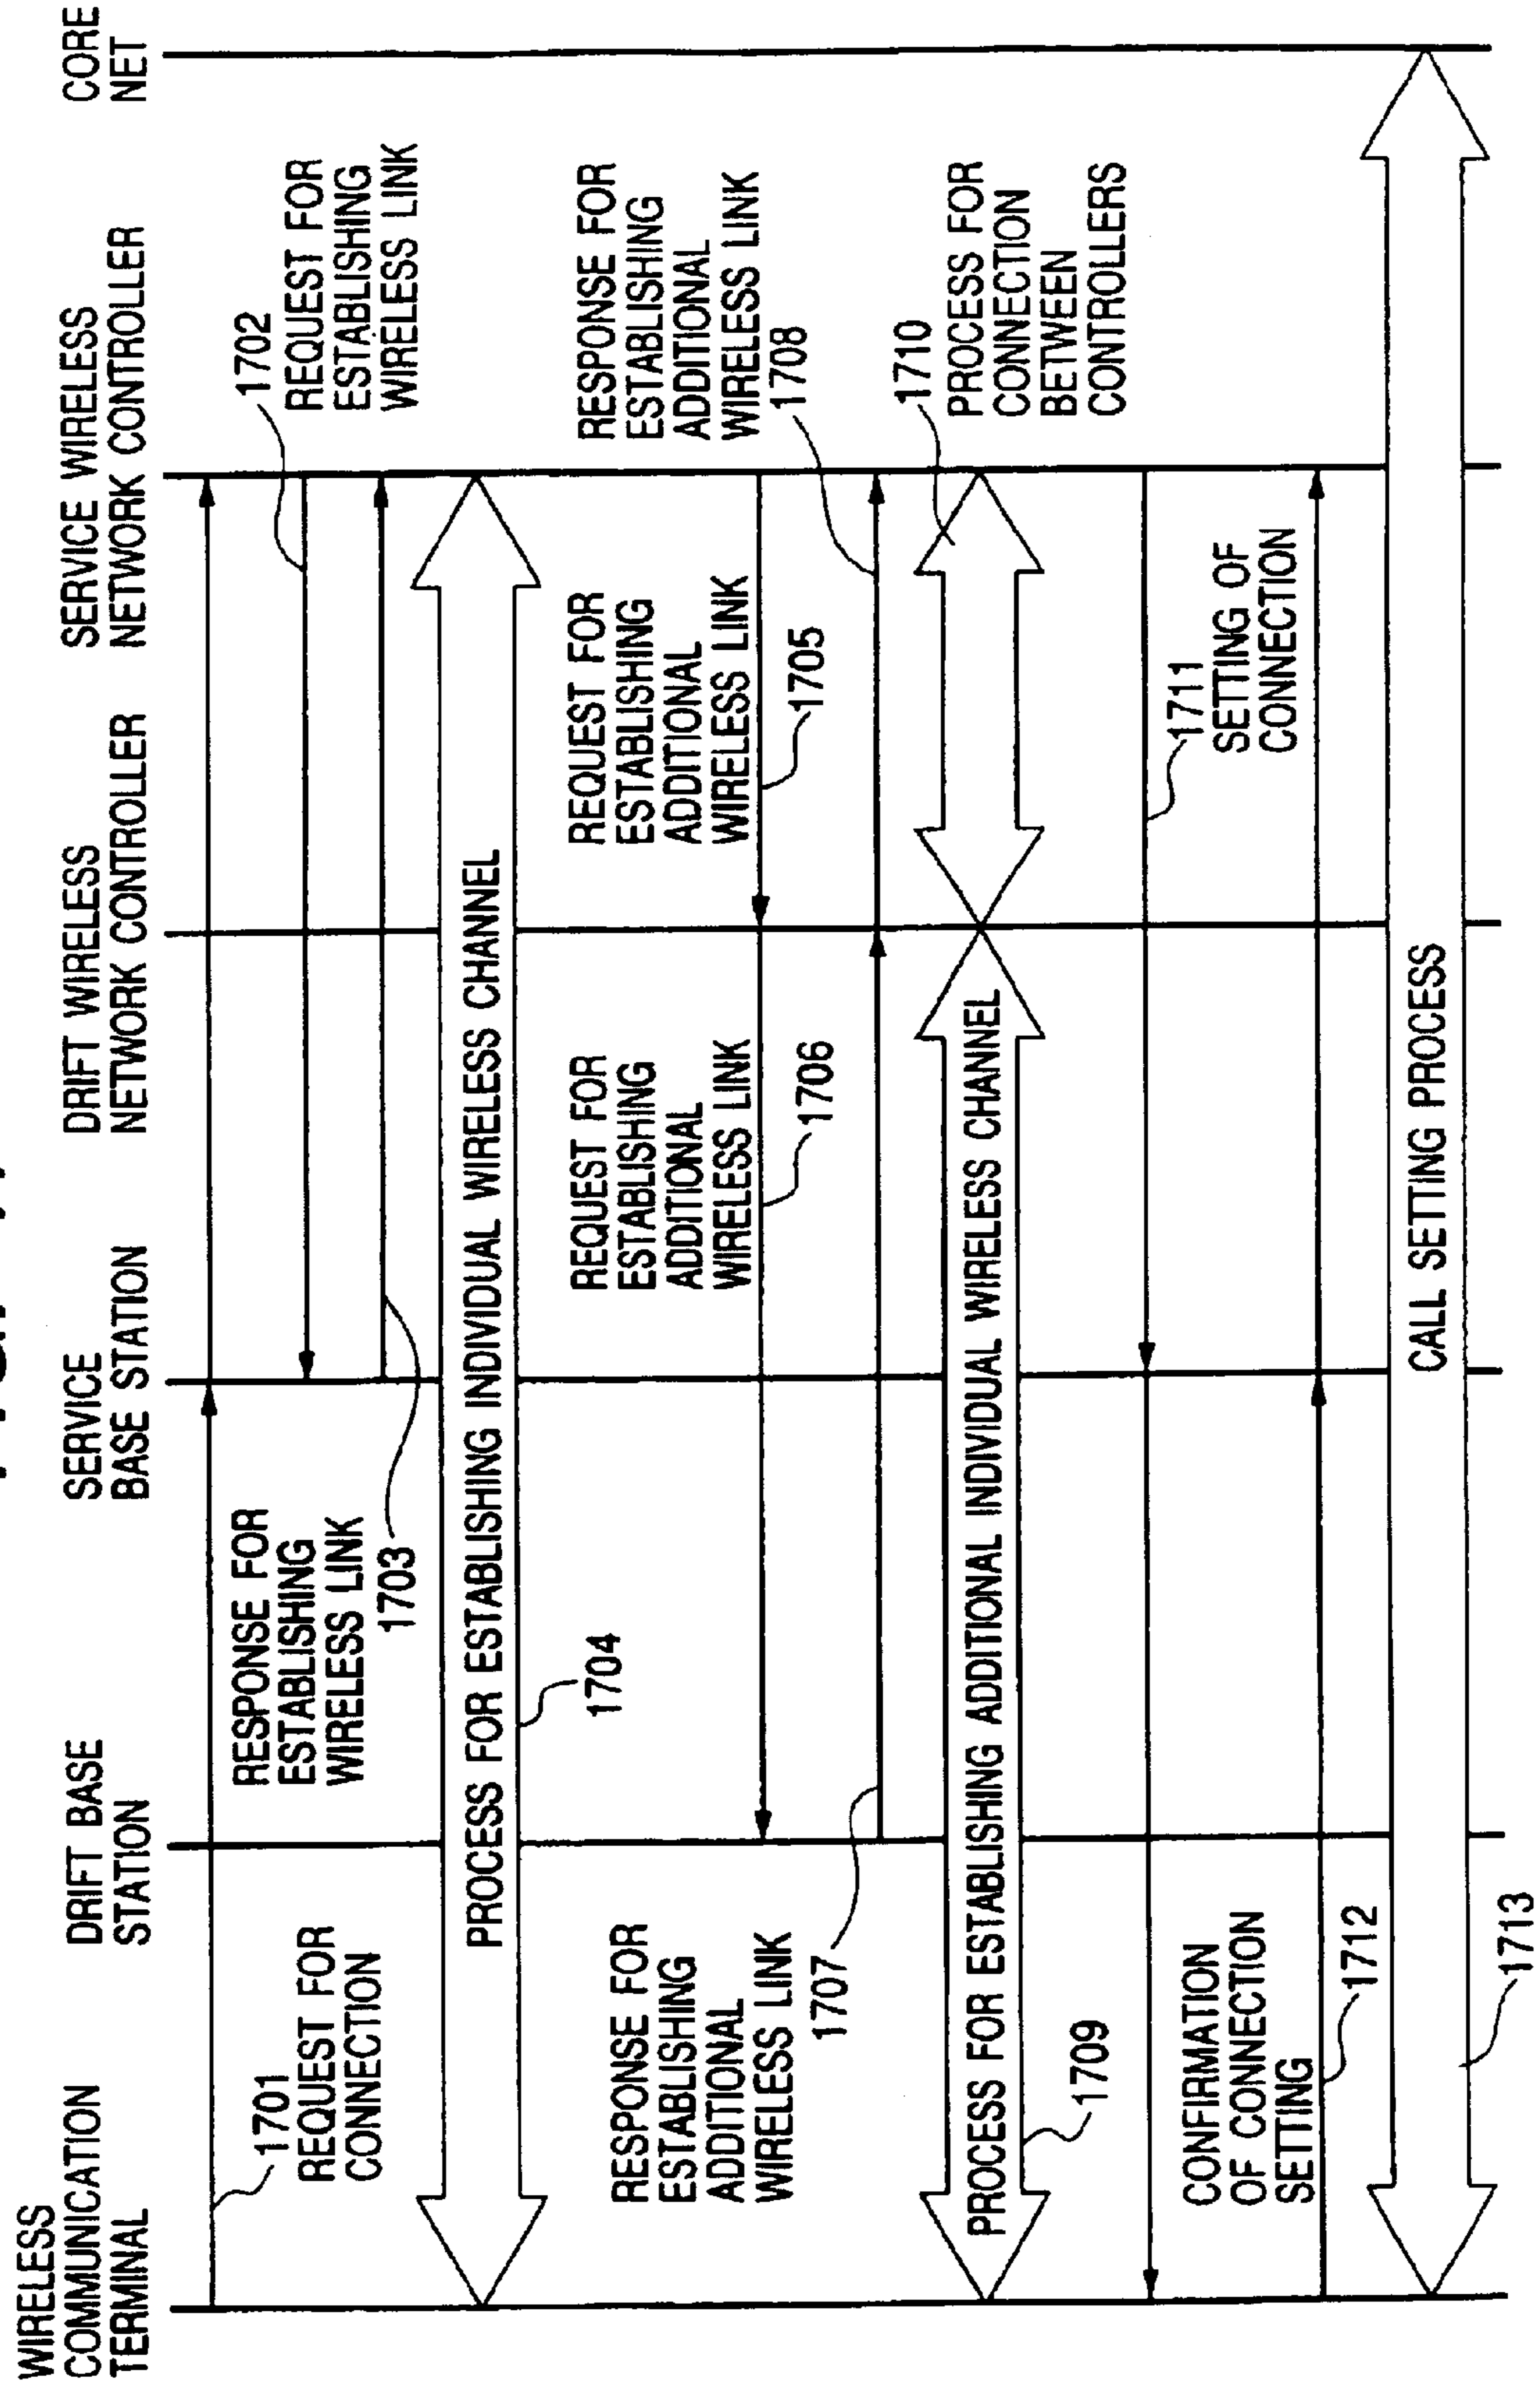 WIRELESS
COMMUNICATION
TERMINAL
DRIFT BASE
STATION
SERVICE
BASE STATION
DRIFT WIRELESS
NETWORK CONTROLLER
SERVICE WIRELESS
NETWORK CONTROLLER
CORE
NET
1701
REQUEST FOR
CONNECTION
1702
REQUEST FOR
ESTABLISHING
WIRELESS LINK
RESPONSE FOR
ESTABLISHING
WIRELESS LINK
1703
PROCESS FOR ESTABLISHING INDIVIDUAL WIRELESS CHANNEL
1704
REQUEST FOR
ESTABLISHING
ADDITIONAL
WIRELESS LINK
1705
REQUEST FOR
ESTABLISHING
ADDITIONAL
WIRELESS LINK
1706
RESPONSE FOR
ESTABLISHING
ADDITIONAL
WIRELESS LINK
1707
RESPONSE FOR
ESTABLISHING
ADDITIONAL
WIRELESS LINK
1708
PROCESS FOR ESTABLISHING ADDITIONAL INDIVIDUAL WIRELESS CHANNEL
1709
1710
PROCESS FOR
CONNECTION
BETWEEN
CONTROLLERS
1711
SETTING OF
CONNECTION
CONFIRMATION
OF CONNECTION
SETTING
1712
CALL SETTING PROCESS
1713